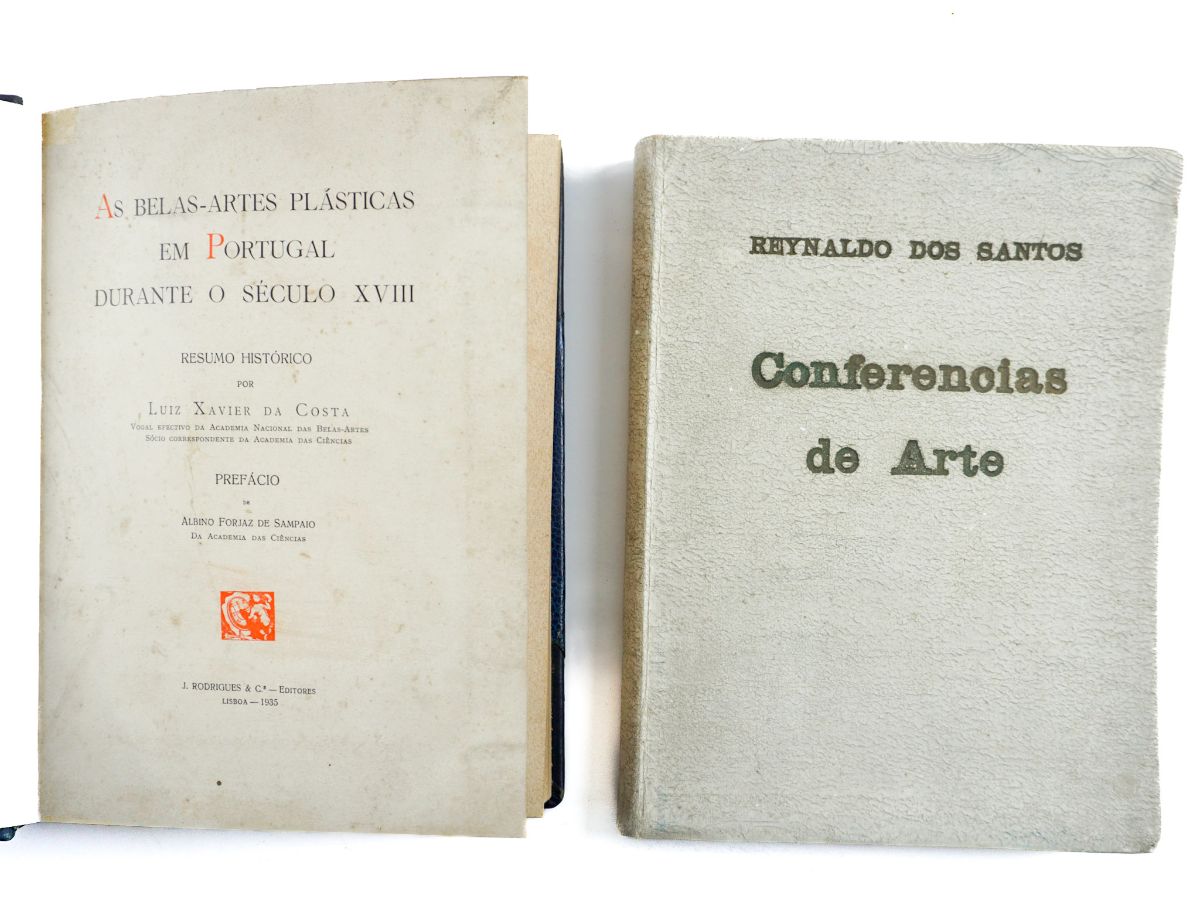 As Belas-Artes Plásticas
em Portugal
durante o século XVIII
RESUMO HISTÓRICO
POR
Luiz Xavier da Costa
Vogal efectivo da Academia Nacional das Belas-Artes
Sócio correspondente da Academia das Ciências
PREFÁCIO
DE
Albino Forjaz de Sampaio
Da Academia das Ciências
J. RODRIGUES & C.ª — Editores
LISBOA — 1935
REYNALDO DOS SANTOS
Conferencias
de Arte